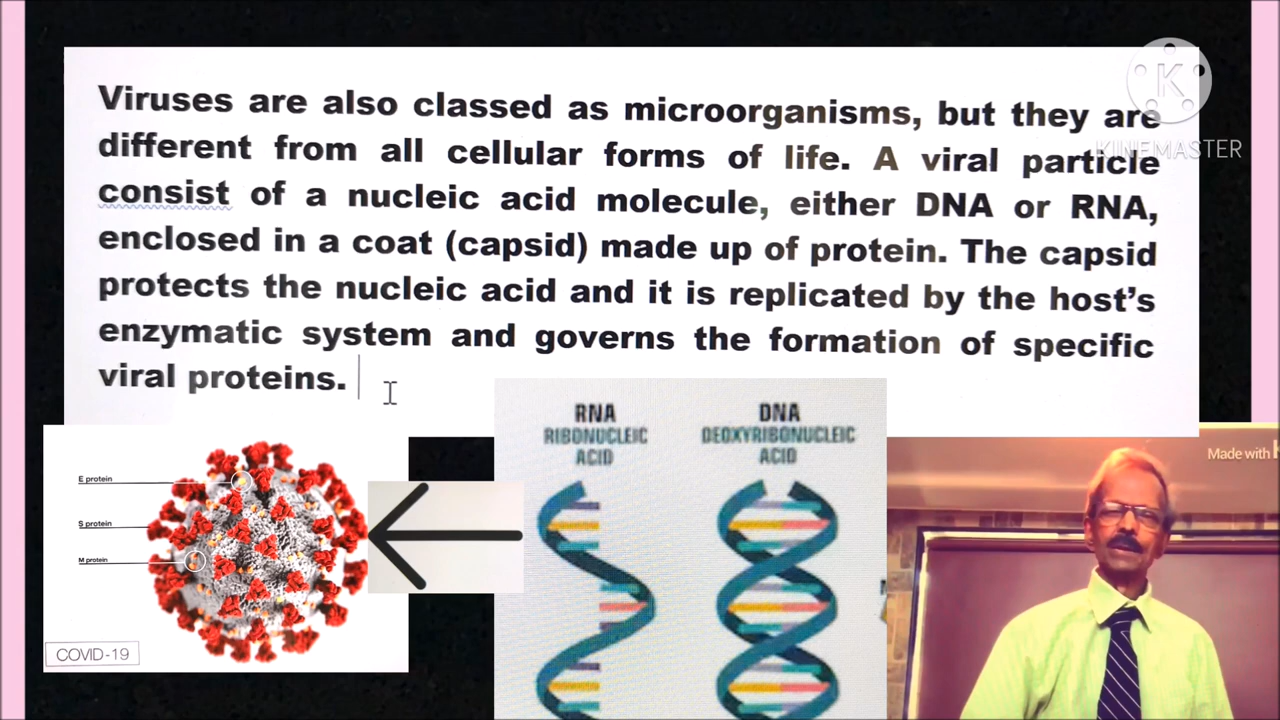 Viruses are also classed as microorganisms, but they are
different from all cellular forms of life. A viral particle
consist of a nucleic acid molecule, either DNA or RNA,
enclosed in a coat (capsid) made up of protein. The capsid
protects the nucleic acid and it is replicated by the host's
enzymatic system and governs the formation of specific
viral proteins.
K
KINEMASTER
E protein
S protein
M protein
COVID-19
RNA
RIBONUCLEIC
ACID
DNA
DEOXYRIBONUCLEIC
ACID
Made with